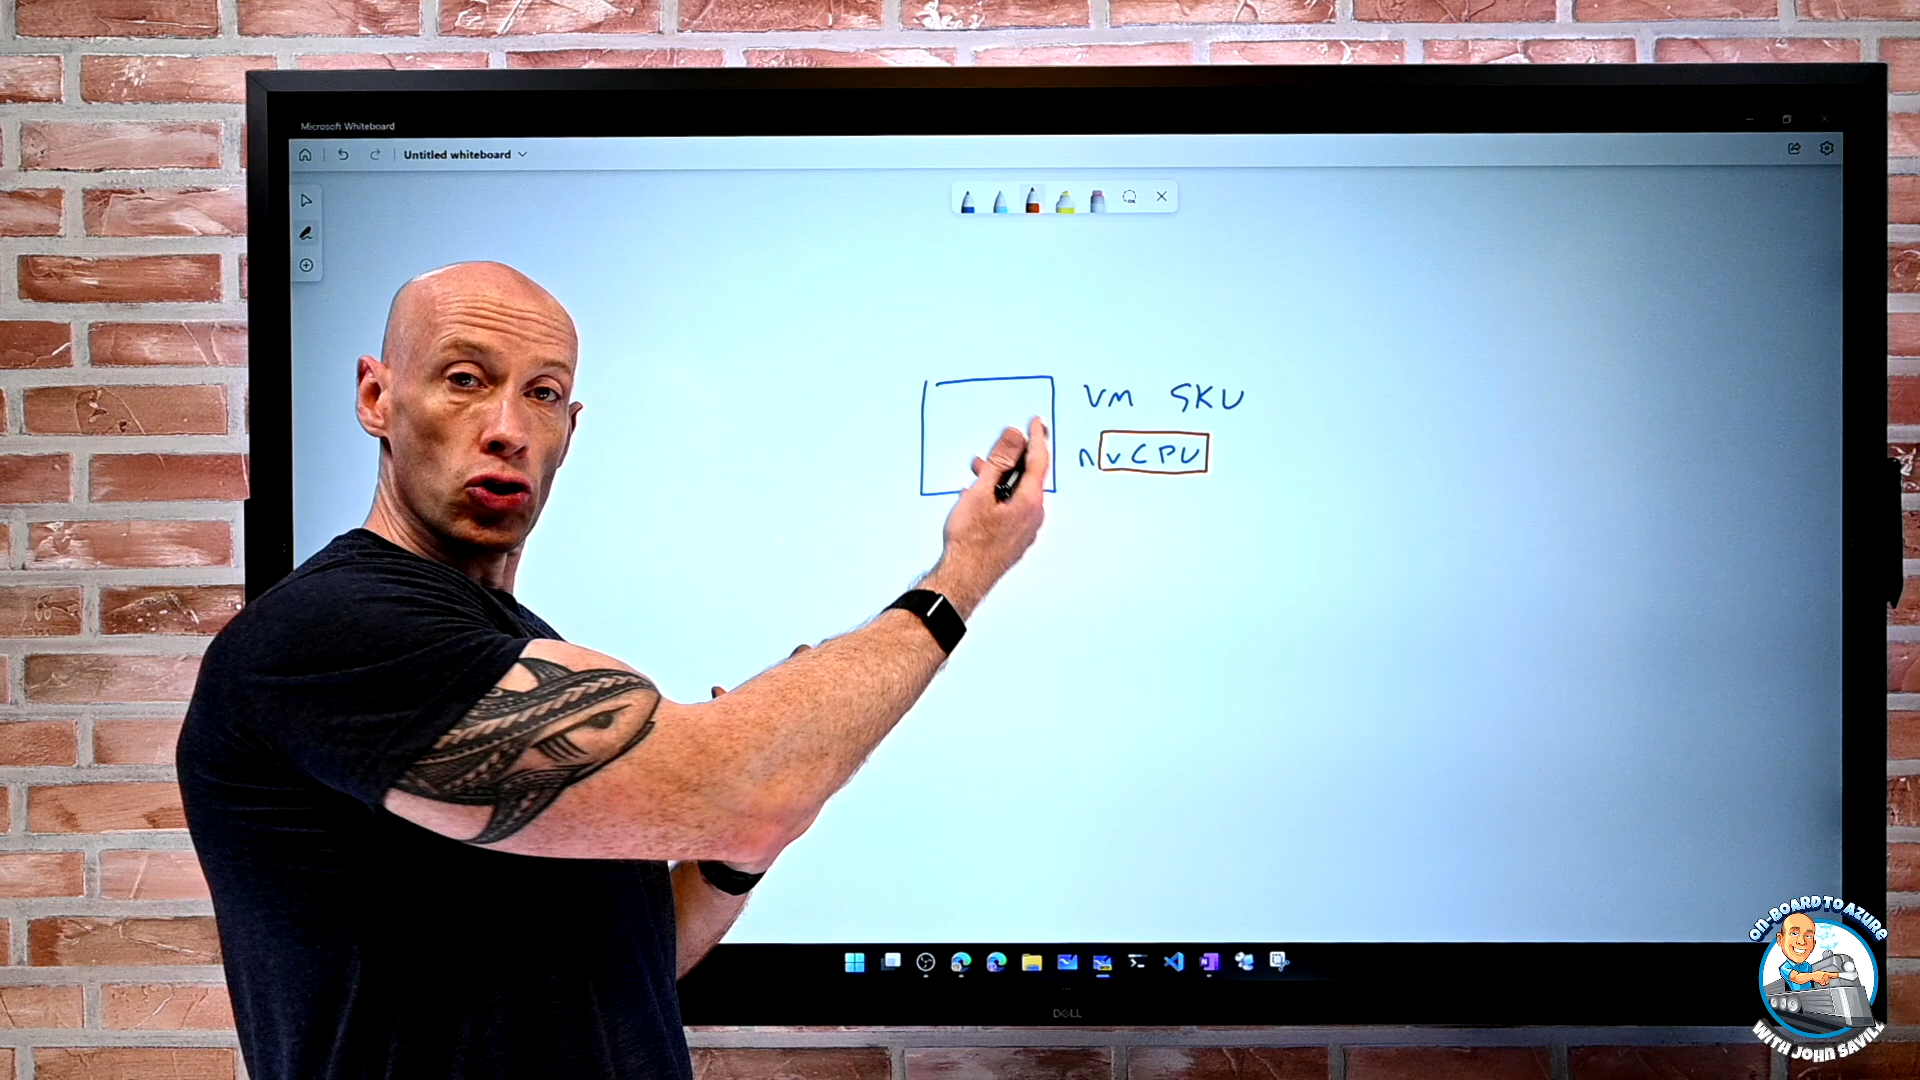 Microsoft Whiteboard
Untitled whiteboard
VM SKU
n vCPU
DELL
ON-BOARD TO AZURE
WITH JOHN SAVILL